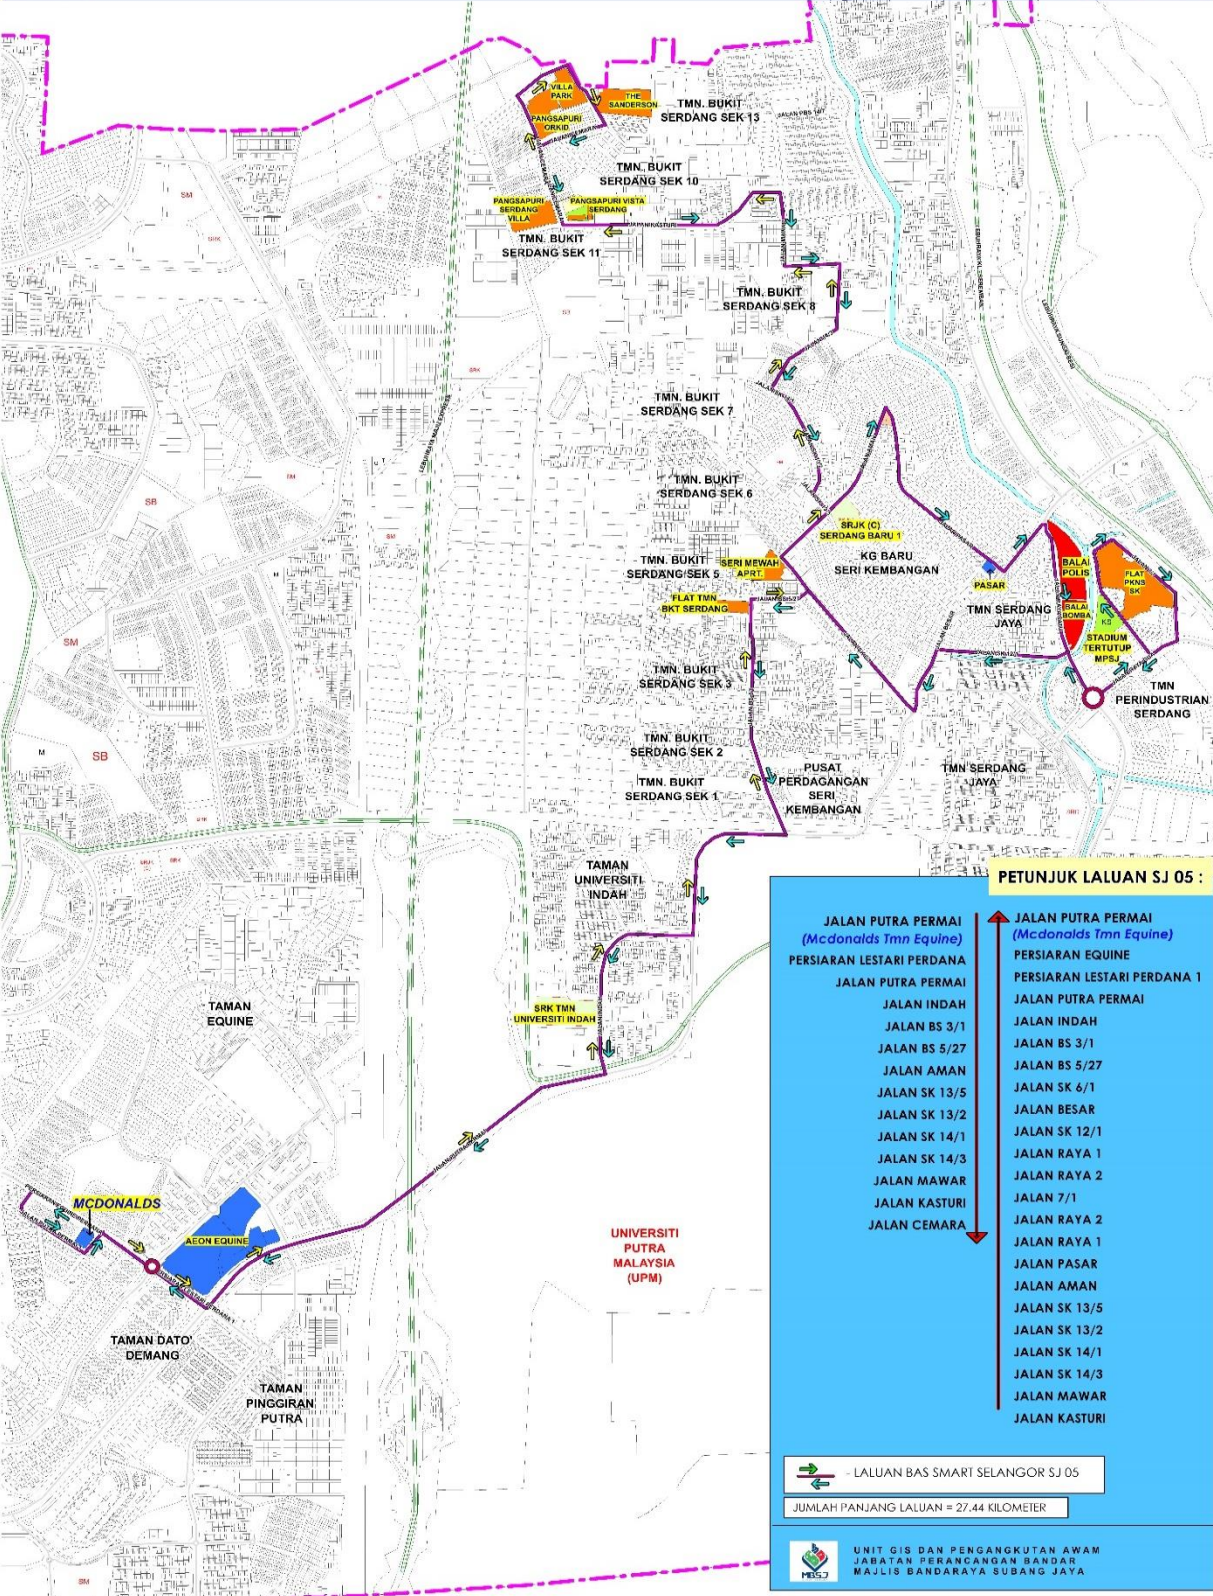 VILLA
PARK
THE
SANDERSON
PANGSAPURI
ORKID
TMN. BUKIT
SERDANG SEK 13
JALAN PBS 14/1
TMN. BUKIT
SERDANG SEK 10
SM
SRK
PANGSAPURI
SERDANG
VILLA
PANGSAPURI VISTA
SERDANG
JALAN KASTURI
TMN. BUKIT
SERDANG SEK 11
TMN. BUKIT
SERDANG SEK 8
TMN. BUKIT
SERDANG SEK 7
TMN. BUKIT
SERDANG SEK 6
SB
SM
SRJK (C)
SERDANG BARU 1
KG BARU
SERI KEMBANGAN
TMN. BUKIT
SERDANG SEK 5
SERI MEWAH
APRT.
PASAR
BALAI
POLIS
FLAT
PKNS
SK
FLAT TMN
BKT SERDANG
JALAN BS 5/27
TMN SERDANG
JAYA
BALAI
BOMBA
KS
STADIUM
TERTUTUP
MPSJ
JALAN BESAR
SM
TMN. BUKIT
SERDANG SEK 3
TMN
PERINDUSTRIAN
SERDANG
M
SB
TMN. BUKIT
SERDANG SEK 2
TMN. BUKIT
SERDANG SEK 1
PUSAT
PERDAGANGAN
SERI
KEMBANGAN
TMN SERDANG
JAYA
TAMAN
UNIVERSITI
INDAH
TAMAN
EQUINE
SRK TMN
UNIVERSITI INDAH
MCDONALDS
AEON EQUINE
UNIVERSITI
PUTRA
MALAYSIA
(UPM)
TAMAN DATO'
DEMANG
TAMAN
PINGGIRAN
PUTRA
SM
PETUNJUK LALUAN SJ 05 :
JALAN PUTRA PERMAI
(Mcdonalds Tmn Equine)
PERSIARAN LESTARI PERDANA
JALAN PUTRA PERMAI
JALAN INDAH
JALAN BS 3/1
JALAN BS 5/27
JALAN AMAN
JALAN SK 13/5
JALAN SK 13/2
JALAN SK 14/1
JALAN SK 14/3
JALAN MAWAR
JALAN KASTURI
JALAN CEMARA
JALAN PUTRA PERMAI
(Mcdonalds Tmn Equine)
PERSIARAN EQUINE
PERSIARAN LESTARI PERDANA 1
JALAN PUTRA PERMAI
JALAN INDAH
JALAN BS 3/1
JALAN BS 5/27
JALAN SK 6/1
JALAN BESAR
JALAN SK 12/1
JALAN RAYA 1
JALAN RAYA 2
JALAN 7/1
JALAN RAYA 2
JALAN RAYA 1
JALAN PASAR
JALAN AMAN
JALAN SK 13/5
JALAN SK 13/2
JALAN SK 14/1
JALAN SK 14/3
JALAN MAWAR
JALAN KASTURI
- LALUAN BAS SMART SELANGOR SJ 05
JUMLAH PANJANG LALUAN = 27.44 KILOMETER
MBSJ
UNIT GIS DAN PENGANGKUTAN AWAM
JABATAN PERANCANGAN BANDAR
MAJLIS BANDARAYA SUBANG JAYA